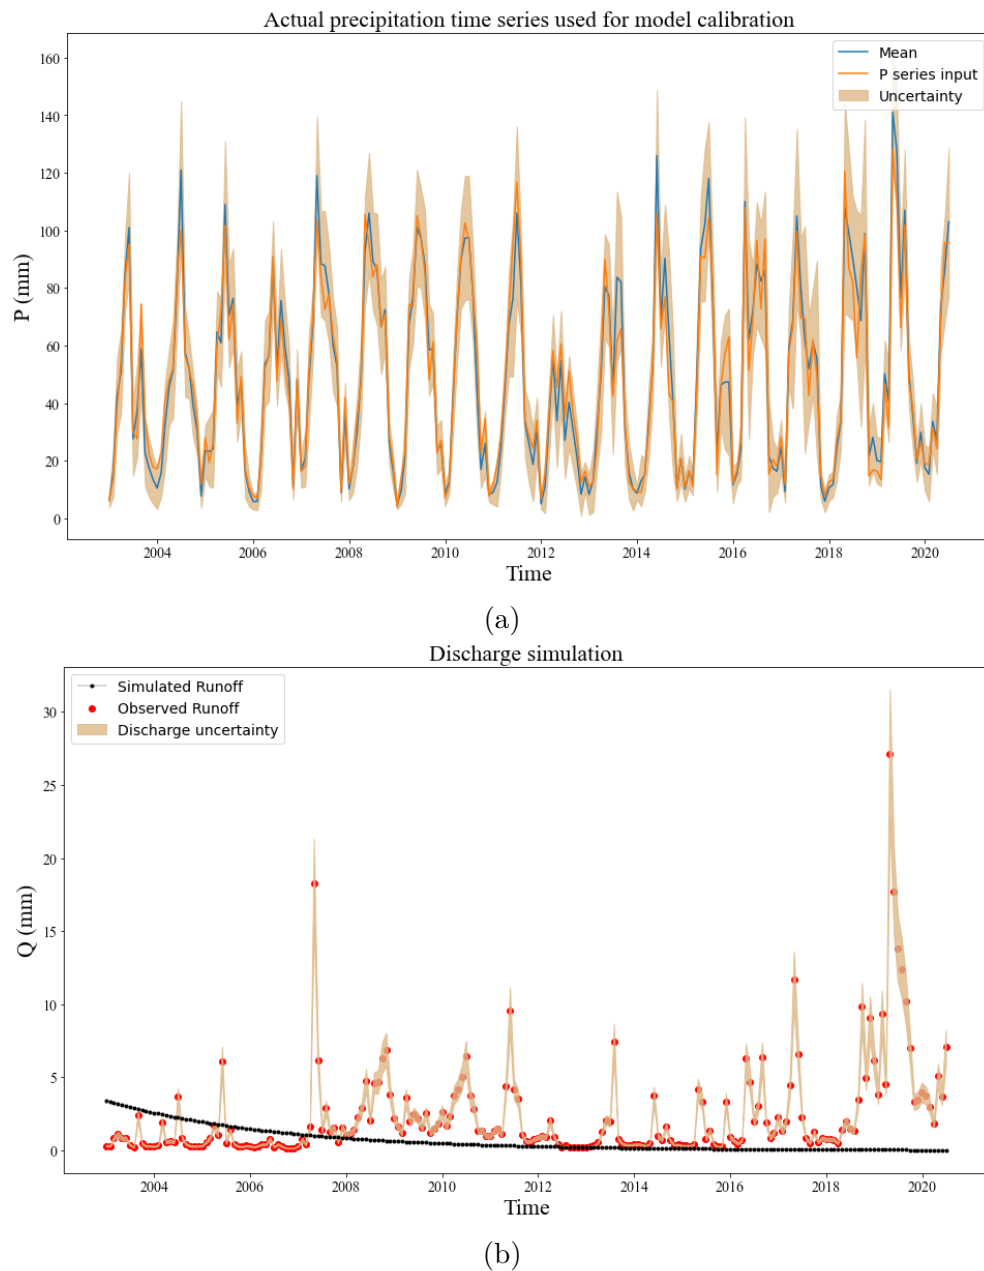 Actual precipitation time series used for model calibration
Mean
P series input
Uncertainty
160
140
120
100
80
60
40
20
0
P (mm)
2004 2006 2008 2010 2012 2014 2016 2018 2020
Time
(a)
Discharge simulation
Simulated Runoff
Observed Runoff
Discharge uncertainty
30
25
20
15
10
5
0
Q (mm)
2004 2006 2008 2010 2012 2014 2016 2018 2020
Time
(b)